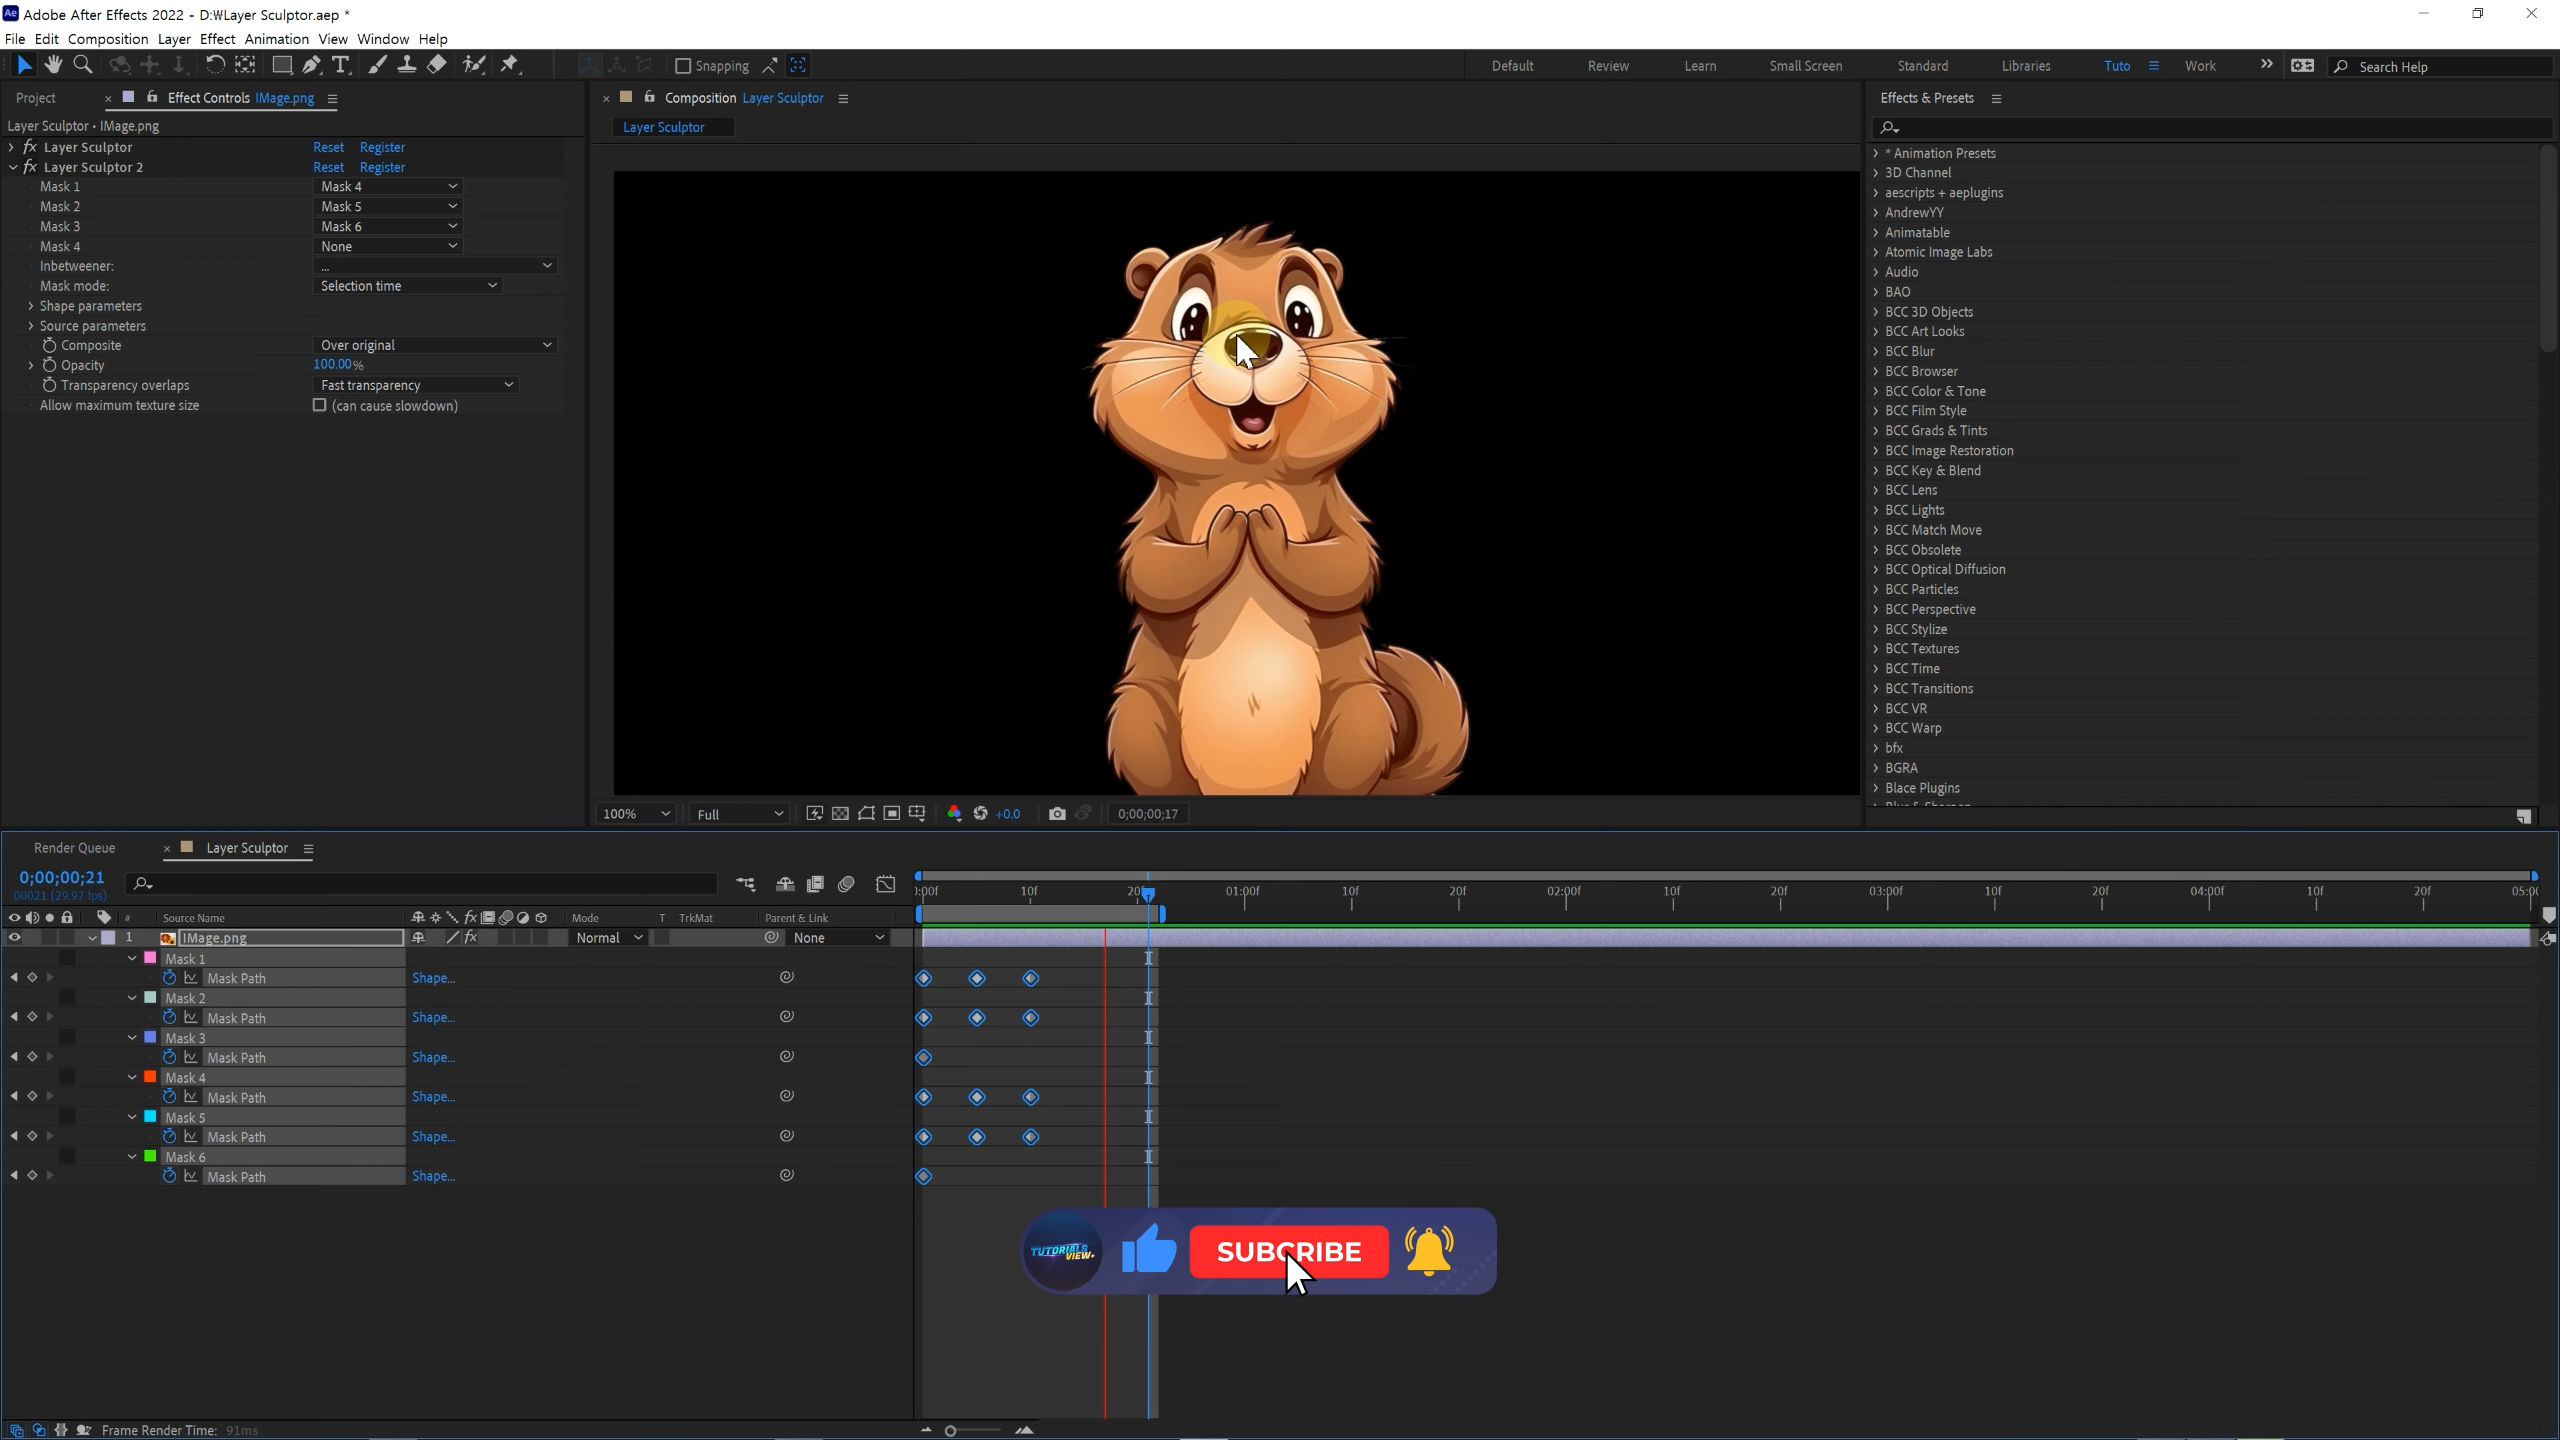 Adobe After Effects 2022 - D:\Layer Sculptor.aep *
File Edit Composition Layer Effect Animation View Window Help
Snapping
Default Review Learn Small Screen Standard Libraries Tuto Work Search Help
Project Effect Controls IMage.png
Layer Sculptor • IMage.png
Layer Sculptor Reset Register
Layer Sculptor 2 Reset Register
Mask 1 Mask 4
Mask 2 Mask 5
Mask 3 Mask 6
Mask 4 None
Inbetweener: ...
Mask mode: Selection time
Shape parameters
Source parameters
Composite Over original
Opacity 100.00%
Transparency overlaps Fast transparency
Allow maximum texture size (can cause slowdown)
Composition Layer Sculptor
Layer Sculptor
100% Full +0.0 0;00;00;17
Effects & Presets
* Animation Presets
3D Channel
aescripts + aeplugins
AndrewYY
Animatable
Atomic Image Labs
Audio
BAO
BCC 3D Objects
BCC Art Looks
BCC Blur
BCC Browser
BCC Color & Tone
BCC Film Style
BCC Grads & Tints
BCC Image Restoration
BCC Key & Blend
BCC Lens
BCC Lights
BCC Match Move
BCC Obsolete
BCC Optical Diffusion
BCC Particles
BCC Perspective
BCC Stylize
BCC Textures
BCC Time
BCC Transitions
BCC VR
BCC Warp
bfx
BGRA
Blace Plugins
Render Queue Layer Sculptor
0;00;00;21
00021 (29.97 fps)
):00f 10f 20f 01:00f 10f 20f 02:00f 10f 20f 03:00f 10f 20f 04:00f 10f 20f 05:00
# Source Name Mode T TrkMat Parent & Link
1 IMage.png Normal None
Mask 1
Mask Path Shape...
Mask 2
Mask Path Shape...
Mask 3
Mask Path Shape...
Mask 4
Mask Path Shape...
Mask 5
Mask Path Shape...
Mask 6
Mask Path Shape...
TUTORIALS
VIEW+
SUBCRIBE
Frame Render Time: 91ms